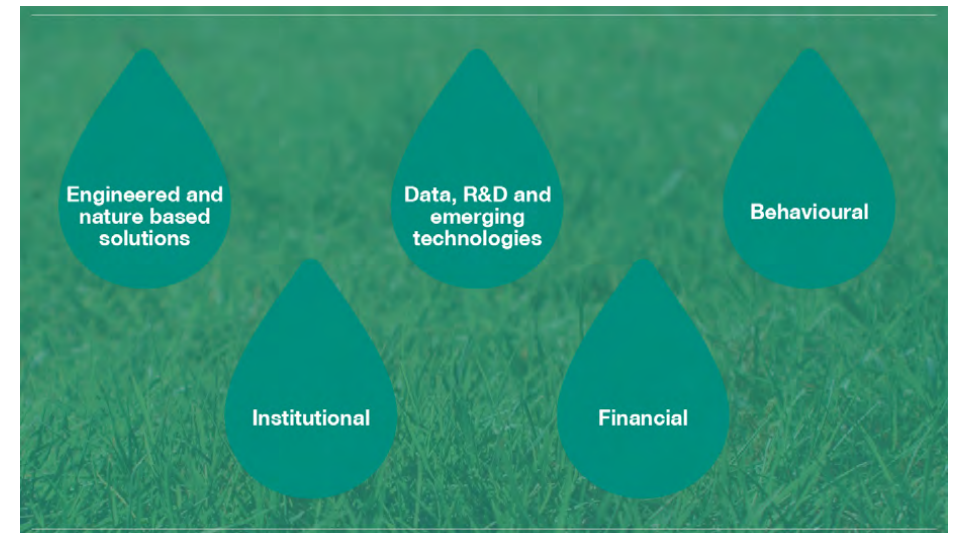 Engineered and
nature based
solutions
Data, R&D and
emerging
technologies
Behavioural
Institutional
Financial